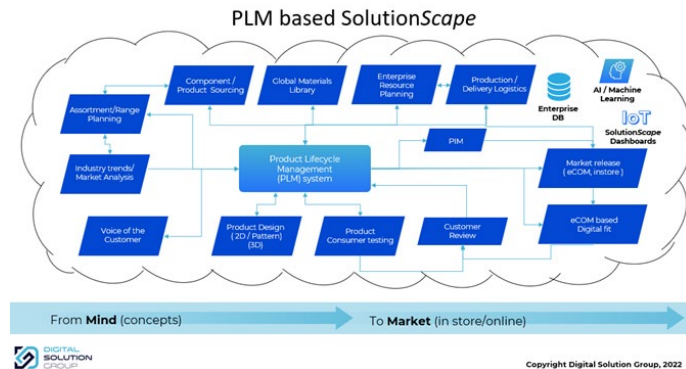 PLM based SolutionScape
Component /
Product Sourcing
Global Materials
Library
Enterprise
Resource
Planning
Production /
Delivery Logistics
Enterprise
DB
AI / Machine
Learning
IoT
SolutionScape
Dashboards
Assortment/Range
Planning
PIM
Industry trends/
Market Analysis
Product Lifecycle
Management
(PLM) system
Market release
( eCOM, instore )
Voice of the
Customer
Product Design
( 2D / Pattern)
(3D)
Product
Consumer testing
Customer
Review
eCOM based
Digital fit
From Mind (concepts)
To Market (in store/online)
DIGITAL
SOLUTION
GROUP
Copyright Digital Solution Group, 2022